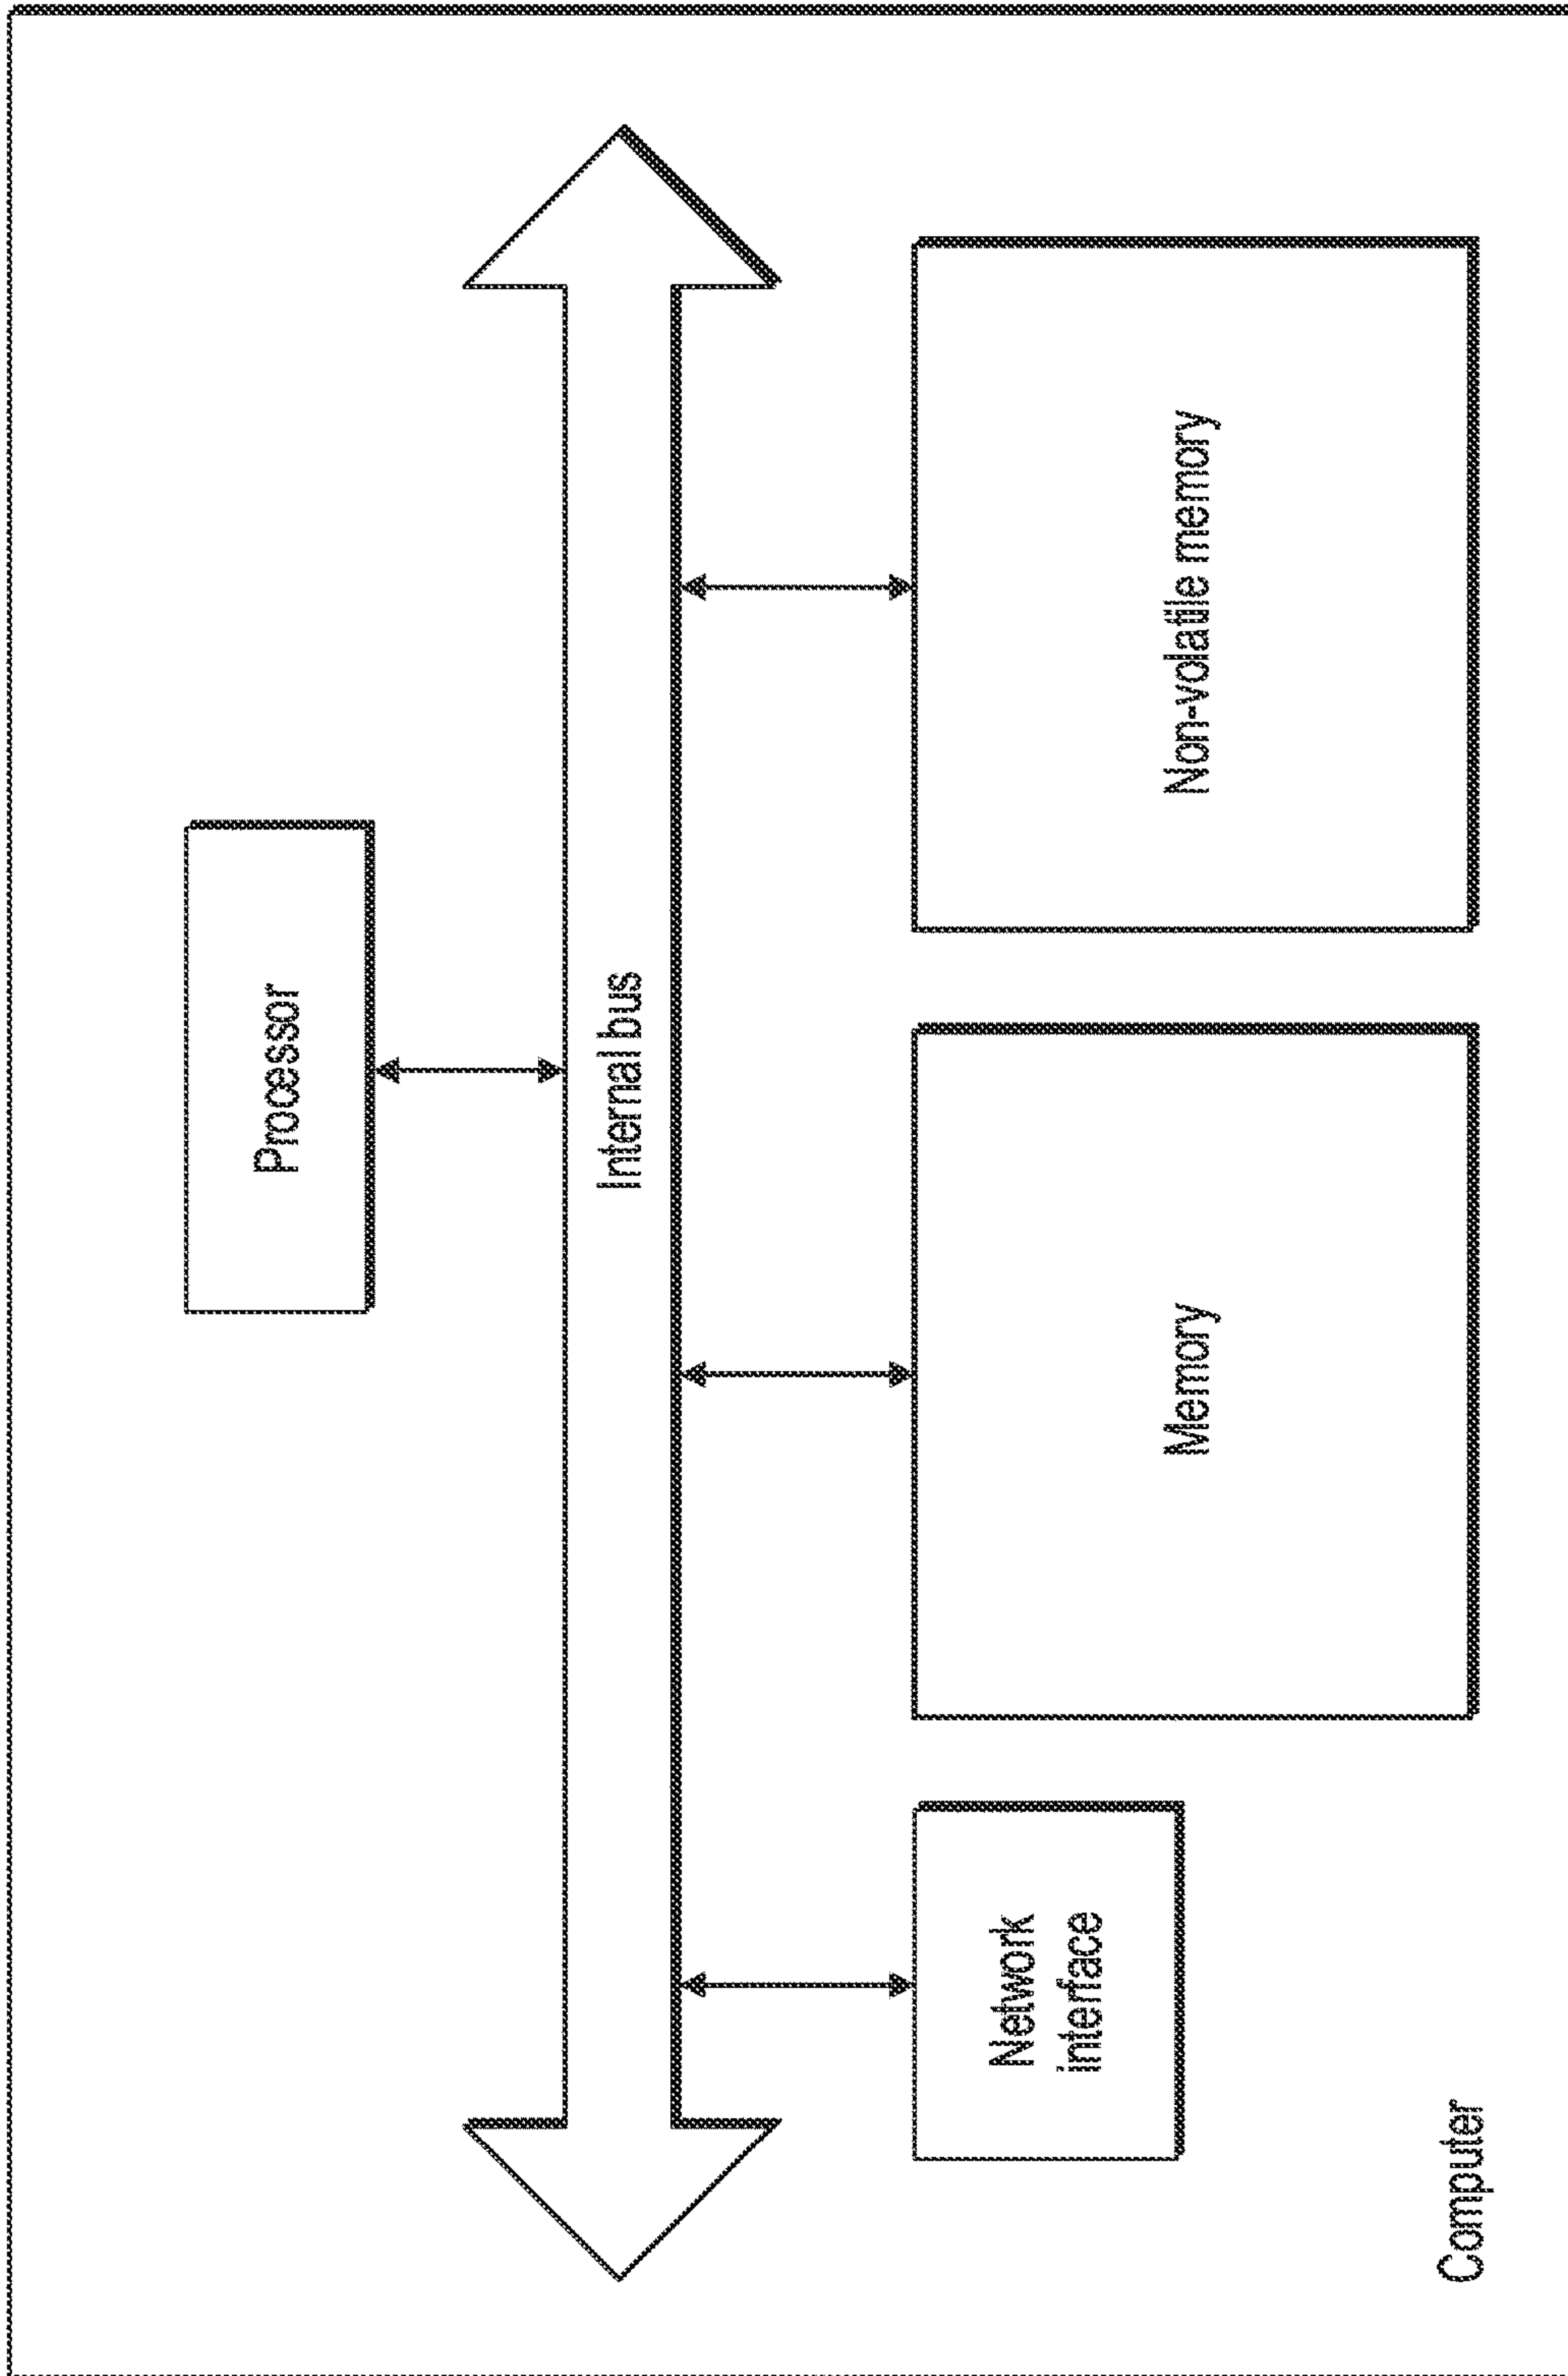 Processor
Internal bus
Network
interface
Memory
Non-volatile memory
Computer